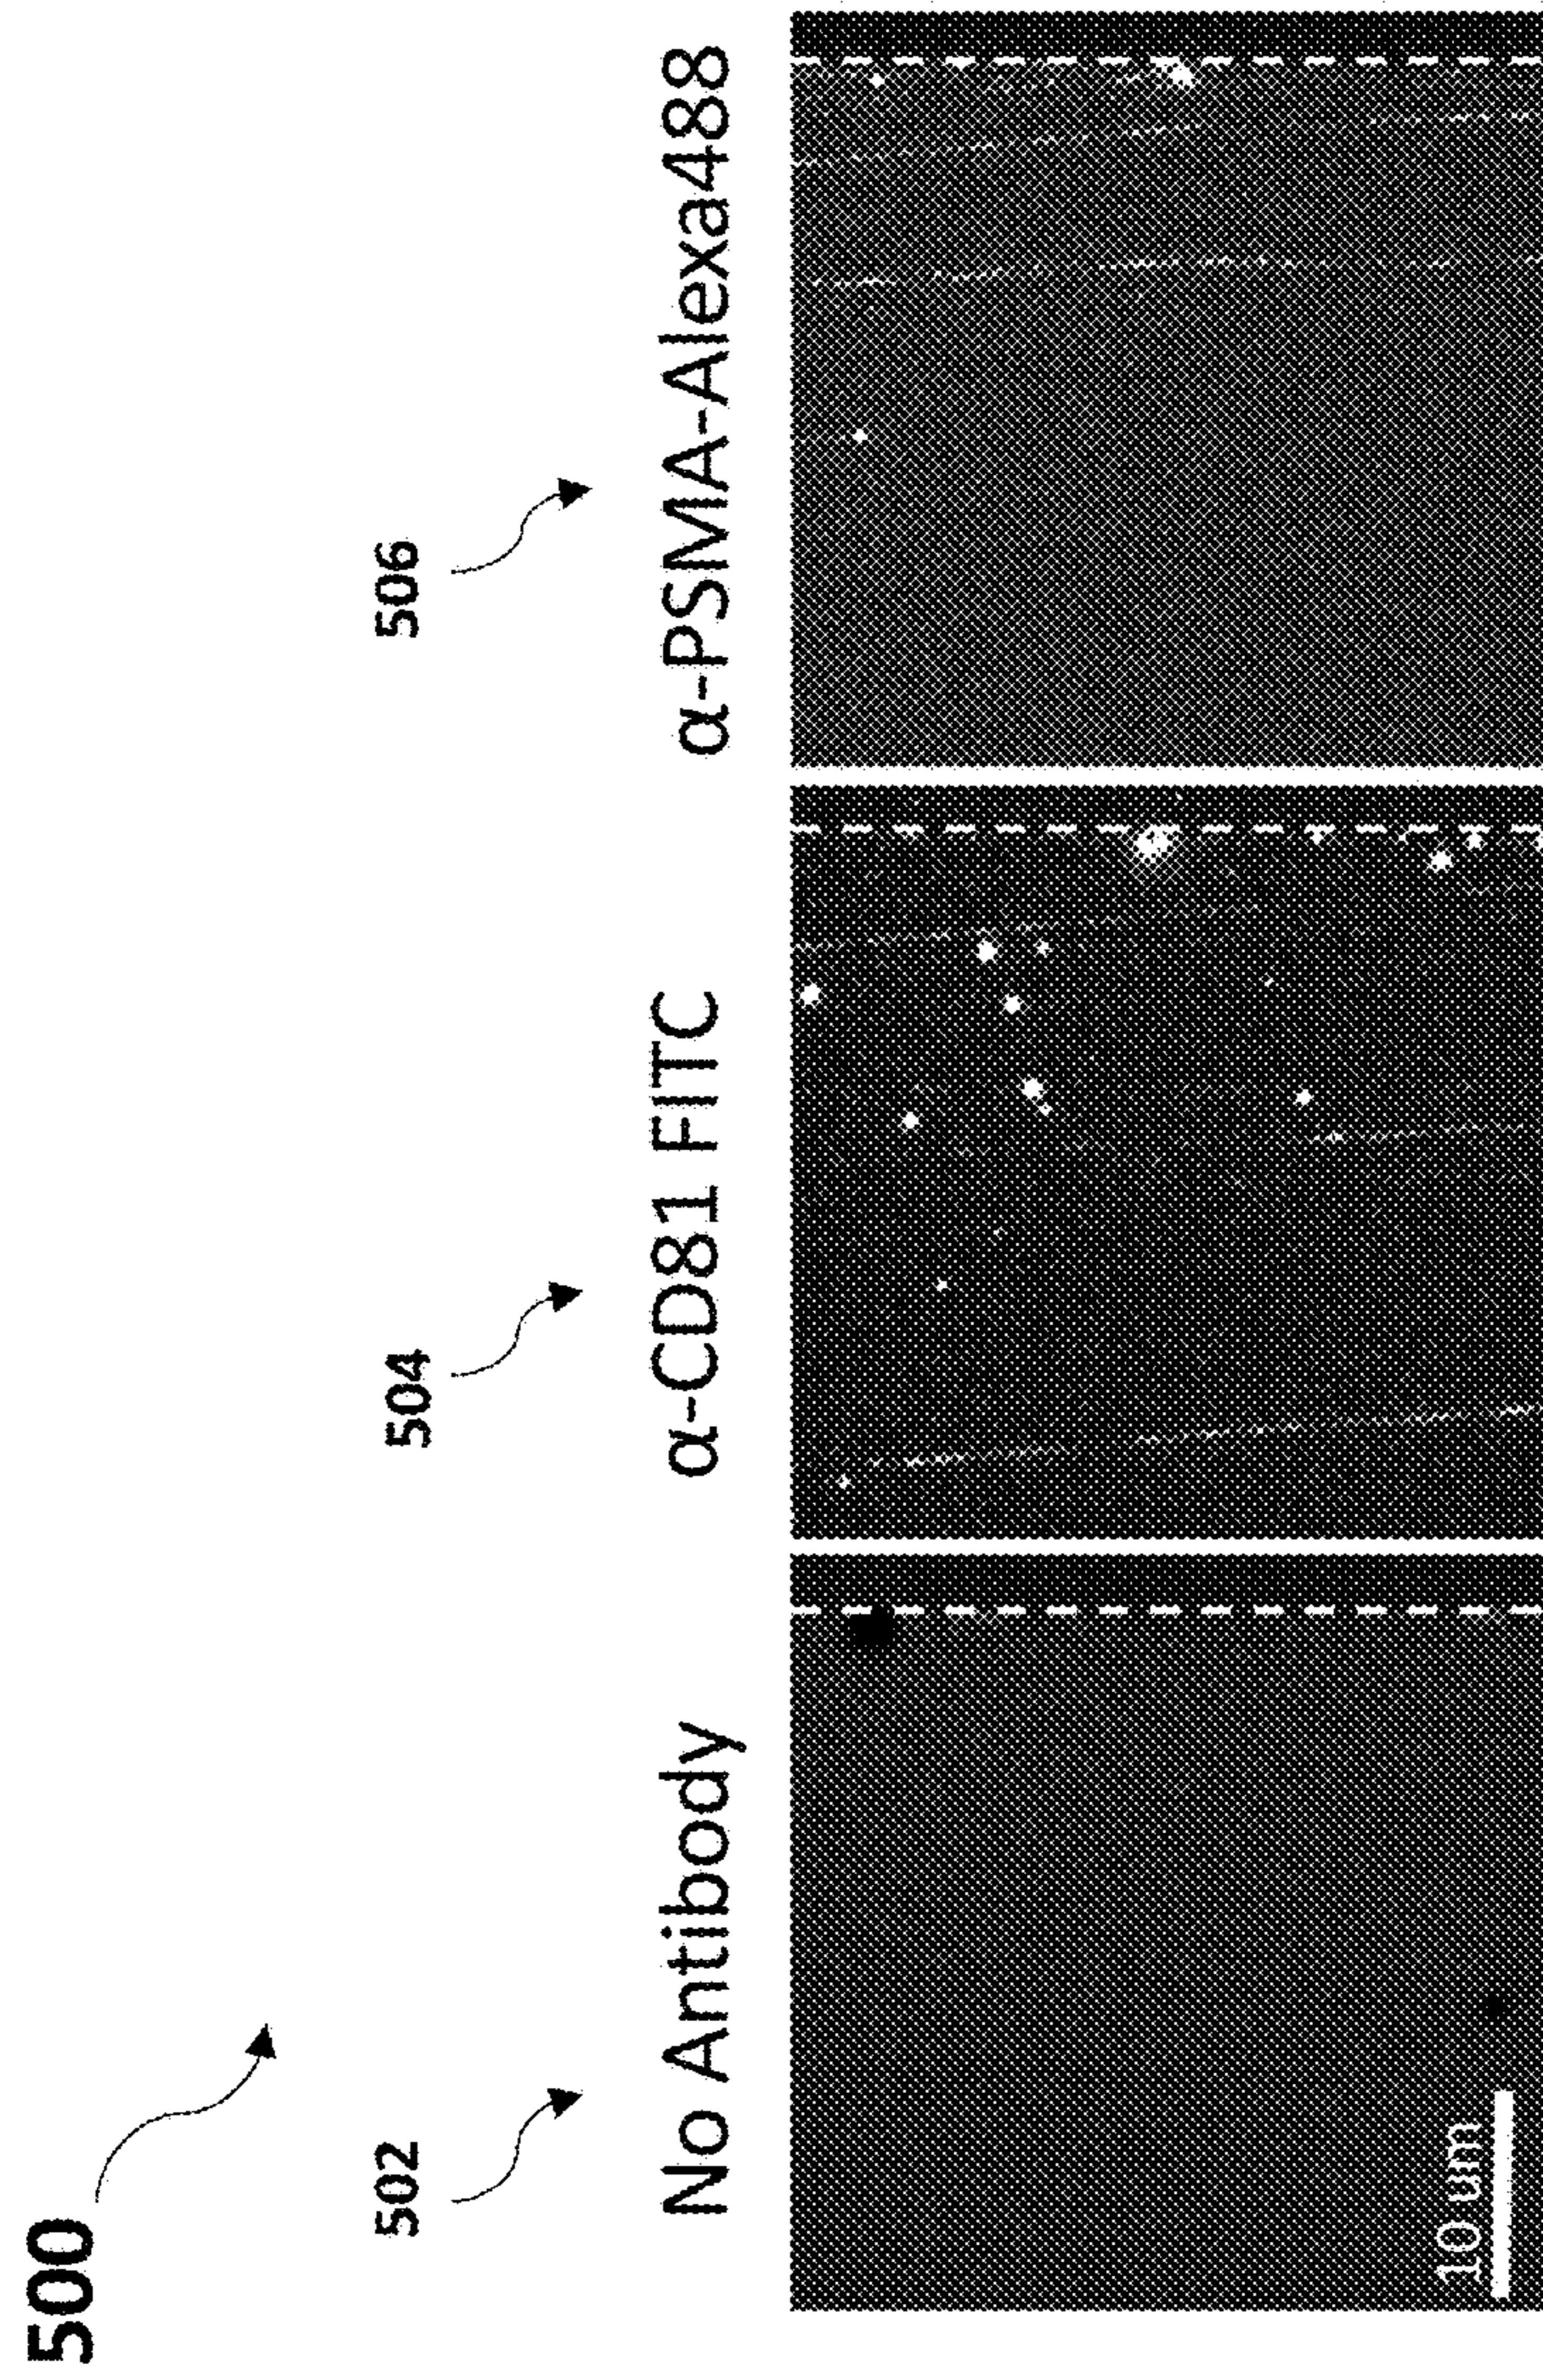 500
502
504
506
No Antibody
α-CD81 FITC
α-PSMA-Alexa488
10 um